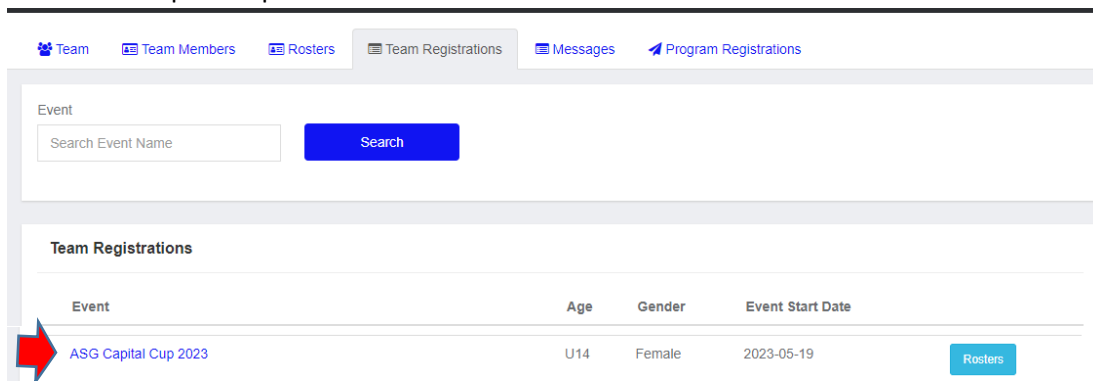 Team Team Members Rosters Team Registrations Messages Program Registrations
Event
Search Event Name Search
Team Registrations
Event Age Gender Event Start Date
ASG Capital Cup 2023 U14 Female 2023-05-19 Rosters